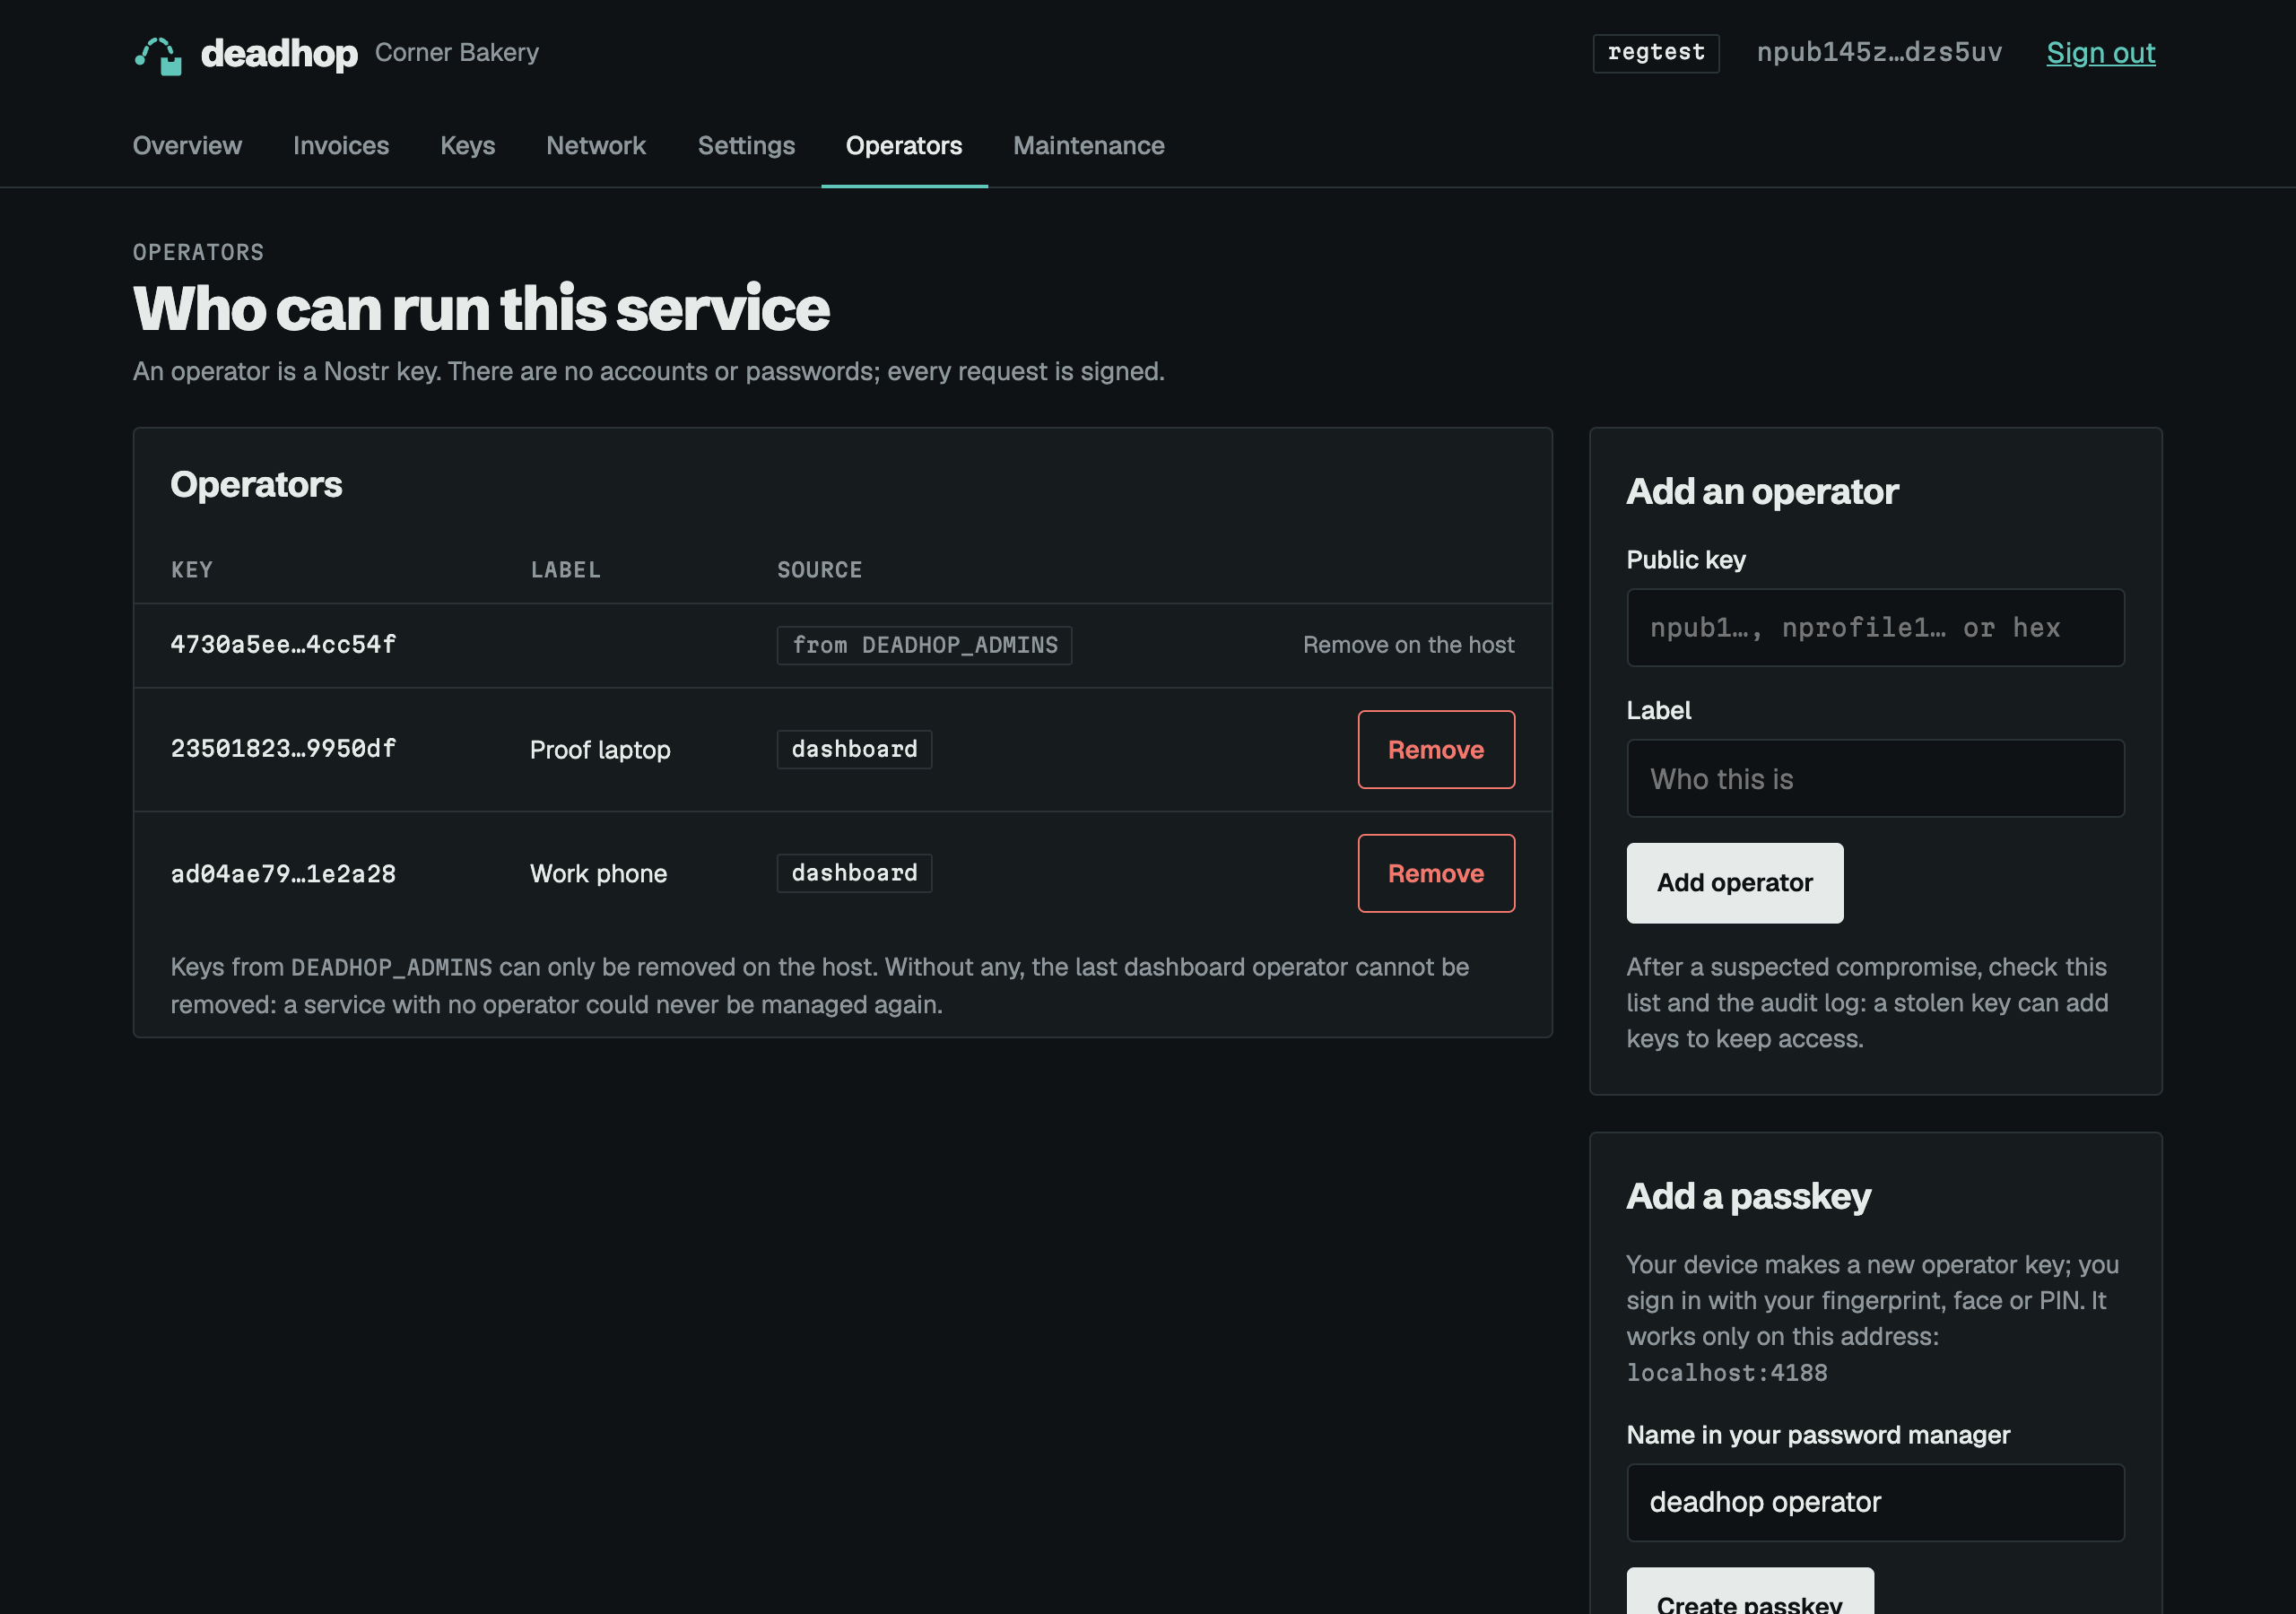 deadhop Corner Bakery
regtest npub145z…dzs5uv Sign out
Overview Invoices Keys Network Settings Operators Maintenance
OPERATORS
Who can run this service
An operator is a Nostr key. There are no accounts or passwords; every request is signed.
Operators
KEY LABEL SOURCE
4730a5ee…4cc54f from DEADHOP_ADMINS Remove on the host
23501823…9950df Proof laptop dashboard Remove
ad04ae79…1e2a28 Work phone dashboard Remove
Keys from DEADHOP_ADMINS can only be removed on the host. Without any, the last dashboard operator cannot be
removed: a service with no operator could never be managed again.
Add an operator
Public key
npub1…, nprofile1… or hex
Label
Who this is
Add operator
After a suspected compromise, check this
list and the audit log: a stolen key can add
keys to keep access.
Add a passkey
Your device makes a new operator key; you
sign in with your fingerprint, face or PIN. It
works only on this address:
localhost:4188
Name in your password manager
deadhop operator
Create passkey